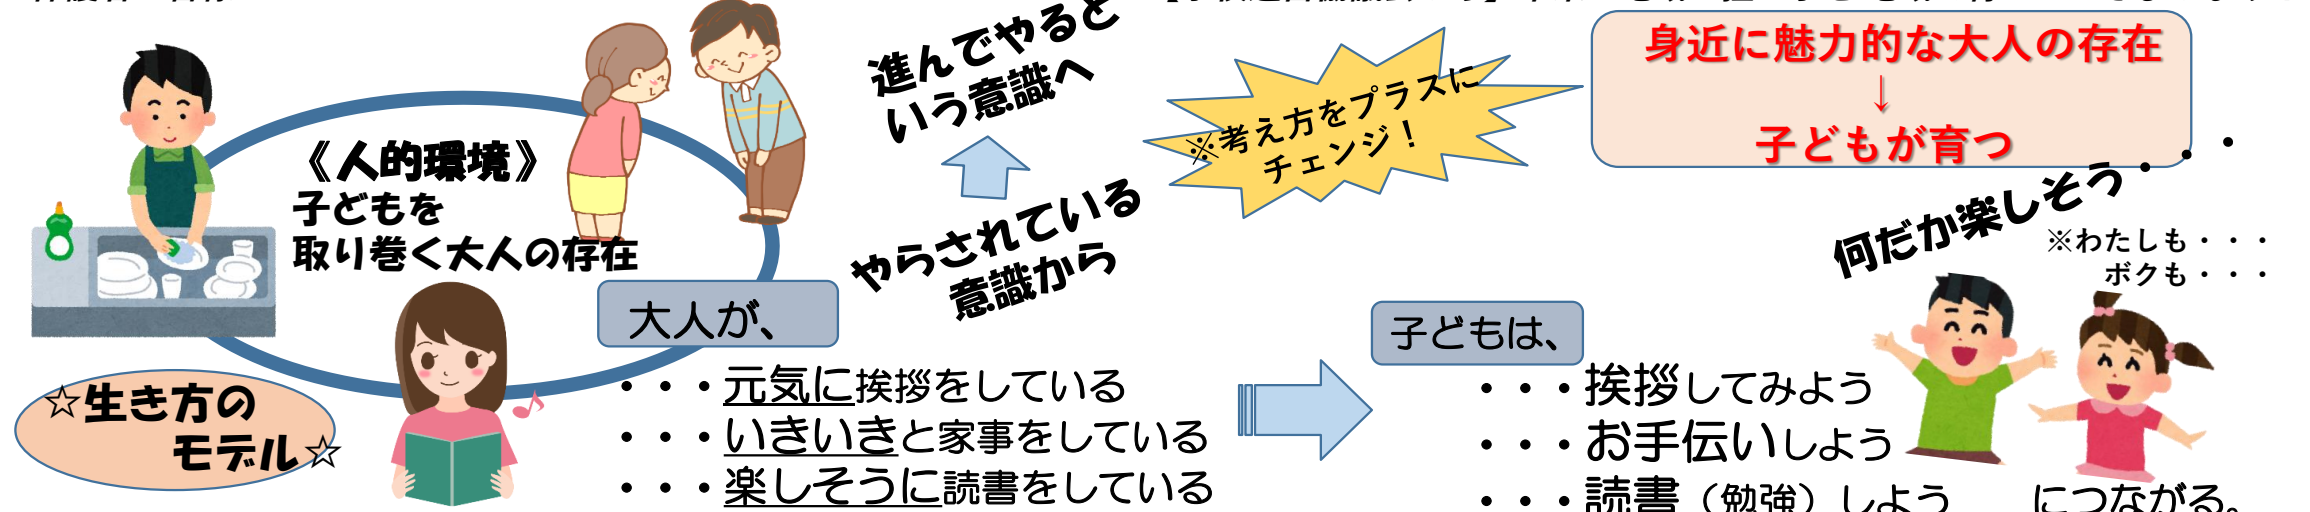 《人的環境》
子どもを
取り巻く大人の存在
☆生き方の
モデル☆
進んでやると
いう意識へ
やらされている
意識から
※考え方をプラスに
チェンジ！
身近に魅力的な大人の存在
↓
子どもが育つ
大人が、
・・・元気に挨拶をしている
・・・いきいきと家事をしている
・・・楽しそうに読書をしている
何だか楽しそう・・・
※わたしも・・・
ボクも・・・
子どもは、
・・・挨拶してみよう
・・・お手伝いしよう
・・・読書（勉強）しよう　につながる。